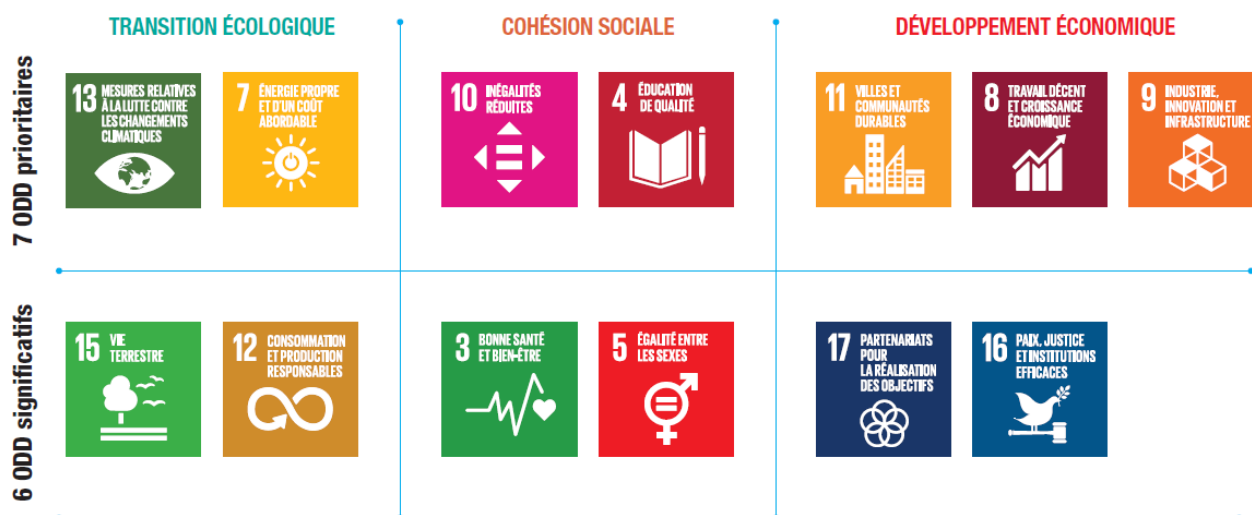 TRANSITION ÉCOLOGIQUE
COHÉSION SOCIALE
DÉVELOPPEMENT ÉCONOMIQUE
7 ODD prioritaires
13 MESURES RELATIVES
À LA LUTTE CONTRE
LES CHANGEMENTS
CLIMATIQUES
7 ÉNERGIE PROPRE
ET D'UN COÛT
ABORDABLE
10 INÉGALITÉS
RÉDUITES
4 ÉDUCATION
DE QUALITÉ
11 VILLES ET
COMMUNAUTÉS
DURABLES
8 TRAVAIL DÉCENT
ET CROISSANCE
ÉCONOMIQUE
9 INDUSTRIE,
INNOVATION ET
INFRASTRUCTURE
6 ODD significatifs
15 VIE
TERRESTRE
12 CONSOMMATION
ET PRODUCTION
RESPONSABLES
3 BONNE SANTÉ
ET BIEN-ÊTRE
5 ÉGALITÉ ENTRE
LES SEXES
17 PARTENARIATS
POUR
LA RÉALISATION
DES OBJECTIFS
16 PAIX, JUSTICE
ET INSTITUTIONS
EFFICACES